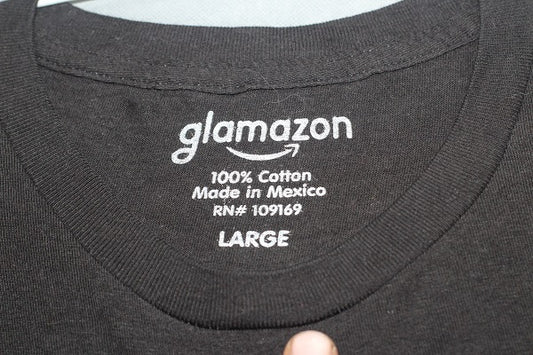 glamazon
100% Cotton
Made in Mexico
RN# 109169
LARGE